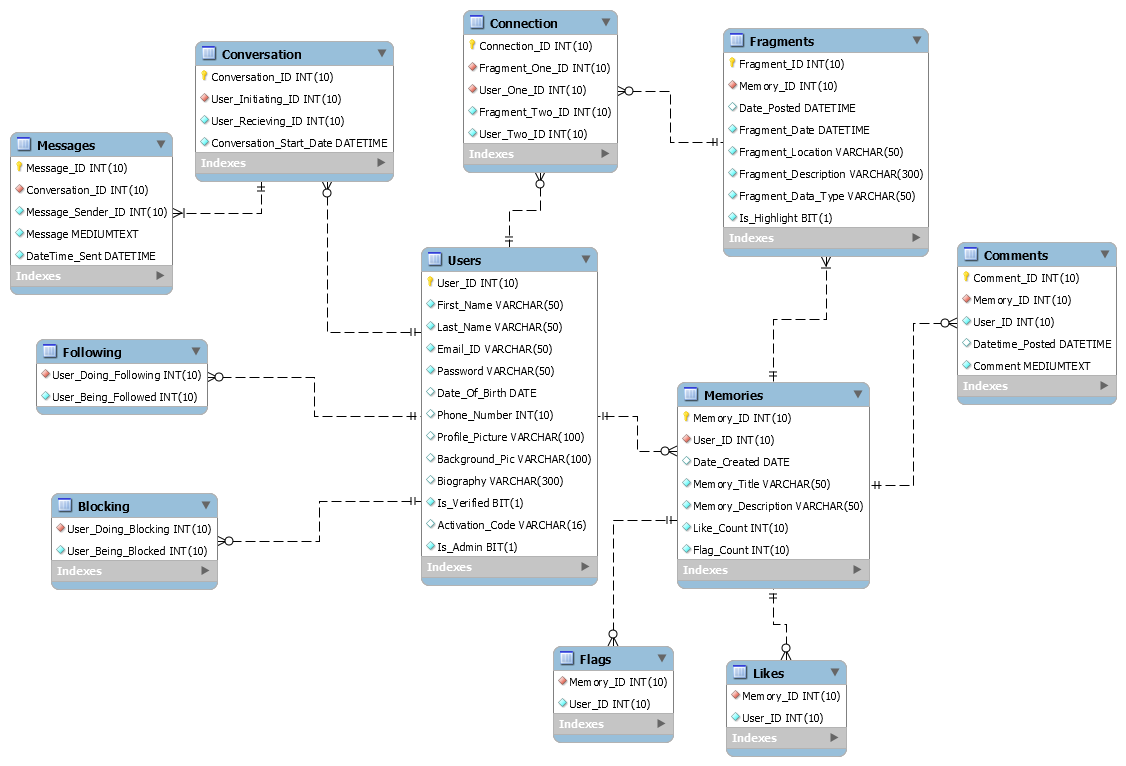 Connection
Connection_ID INT(10)
Fragment_One_ID INT(10)
User_One_ID INT(10)
Fragment_Two_ID INT(10)
User_Two_ID INT(10)
Indexes
Fragments
Fragment_ID INT(10)
Memory_ID INT(10)
Date_Posted DATETIME
Fragment_Date DATETIME
Fragment_Location VARCHAR(50)
Fragment_Description VARCHAR(300)
Fragment_Data_Type VARCHAR(50)
Is_Highlight BIT(1)
Indexes
Conversation
Conversation_ID INT(10)
User_Initiating_ID INT(10)
User_Recieving_ID INT(10)
Conversation_Start_Date DATETIME
Indexes
Messages
Message_ID INT(10)
Conversation_ID INT(10)
Message_Sender_ID INT(10)
Message MEDIUMTEXT
DateTime_Sent DATETIME
Indexes
Users
User_ID INT(10)
First_Name VARCHAR(50)
Last_Name VARCHAR(50)
Email_ID VARCHAR(50)
Password VARCHAR(50)
Date_Of_Birth DATE
Phone_Number INT(10)
Profile_Picture VARCHAR(100)
Background_Pic VARCHAR(100)
Biography VARCHAR(300)
Is_Verified BIT(1)
Activation_Code VARCHAR(16)
Is_Admin BIT(1)
Indexes
Comments
Comment_ID INT(10)
Memory_ID INT(10)
User_ID INT(10)
Datetime_Posted DATETIME
Comment MEDIUMTEXT
Indexes
Following
User_Doing_Following INT(10)
User_Being_Followed INT(10)
Memories
Memory_ID INT(10)
User_ID INT(10)
Date_Created DATE
Memory_Title VARCHAR(50)
Memory_Description VARCHAR(50)
Like_Count INT(10)
Flag_Count INT(10)
Indexes
Blocking
User_Doing_Blocking INT(10)
User_Being_Blocked INT(10)
Indexes
Flags
Memory_ID INT(10)
User_ID INT(10)
Indexes
Likes
Memory_ID INT(10)
User_ID INT(10)
Indexes